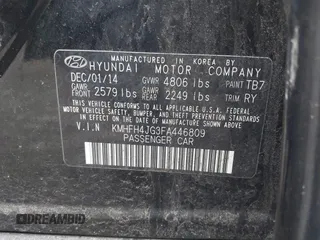 MANUFACTURED IN KOREA BY
HYUNDAI MOTOR COMPANY
DEC/01/14 GVWR 4806 lbs PAINT TB7
GAWR FRONT 2579 lbs GAWR REAR 2249 lbs TRIM RY
THIS VEHICLE CONFORMS TO ALL APPLICABLE FEDERAL MOTOR VEHICLE SAFETY, BUMPER, AND THEFT PREVENTION STANDARDS IN EFFECT ON THE DATE OF MANUFACTURE SHOWN ABOVE.
V.I.N KMHFH4JG3FA446809
PASSENGER CAR
DREAMBID